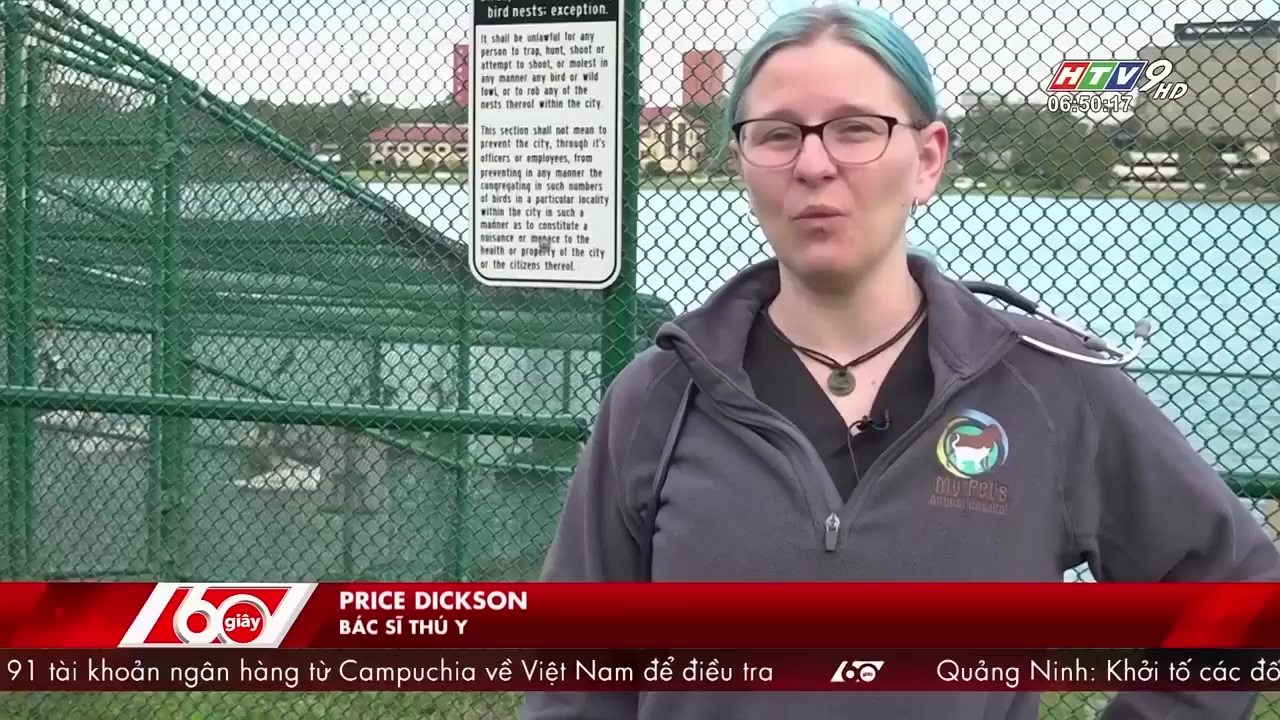 bird nests; exception.
It shall be unlawful for any
person to trap, hunt, shoot or
attempt to shoot, or molest in
any manner any bird or wild
fowl, or to rob any of the
nests thereof within the city.
This section shall not mean to
prevent the city, through it's
officers or employees, from
preventing in any manner the
congregating in such numbers
of birds in a particular locality
within the city in such a
manner as to constitute a
nuisance or menace to the
health or property of the city
or the citizens thereof.
HTV9 HD
06:50:17
My Pet's
Animal Hospital
60 giây
PRICE DICKSON
BÁC SĨ THÚ Y
91 tài khoản ngân hàng từ Campuchia về Việt Nam để điều tra
60 giây
Quảng Ninh: Khởi tố các đố